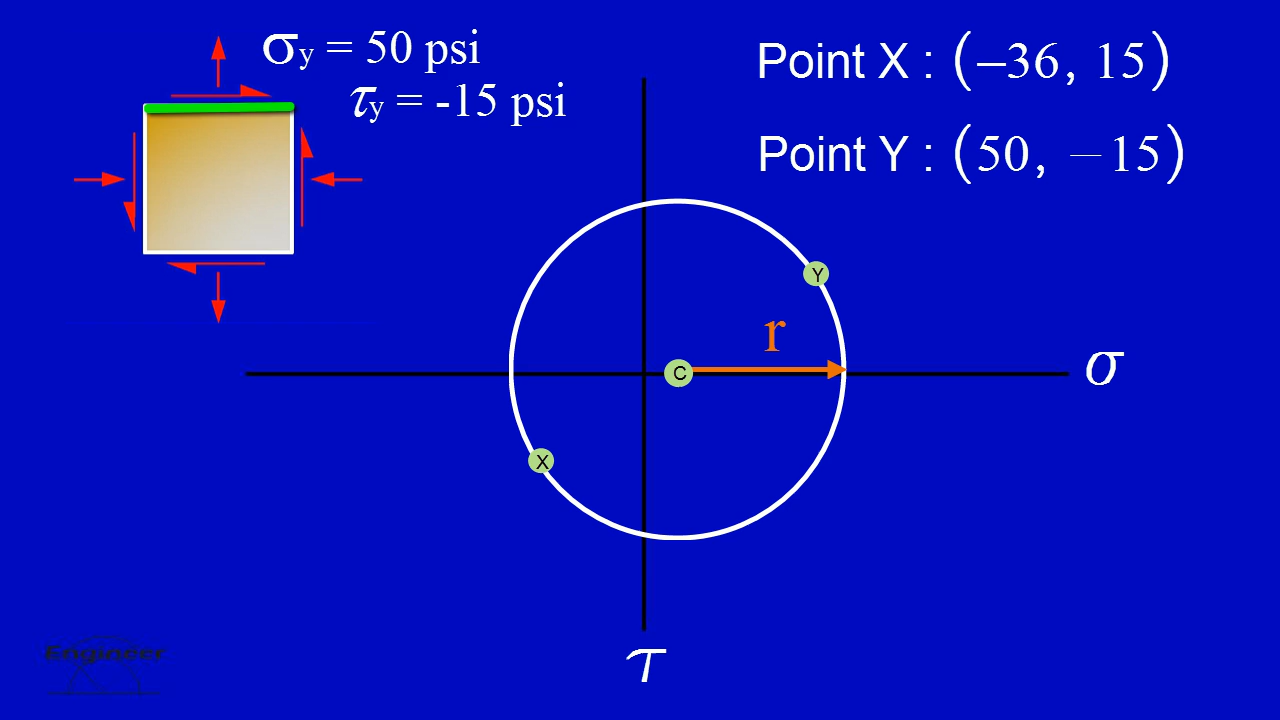 σy = 50 psi
τy = -15 psi
Point X : (–36, 15)
Point Y : (50, −15)
Y
r
C
σ
X
τ
Engineer